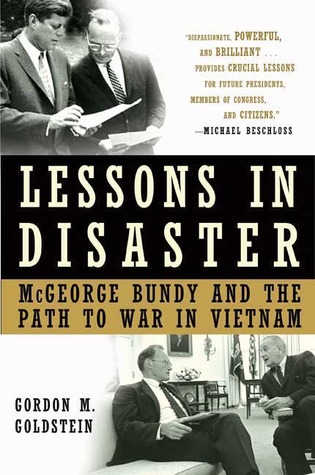 "DISPASSIONATE, POWERFUL,
AND BRILLIANT . . .
PROVIDES CRUCIAL LESSONS
FOR FUTURE PRESIDENTS,
MEMBERS OF CONGRESS,
AND CITIZENS."
—MICHAEL BESCHLOSS
LESSONS IN
DISASTER
McGEORGE BUNDY AND THE
PATH TO WAR IN VIETNAM
GORDON M.
GOLDSTEIN